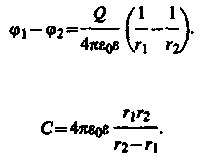 φ₁ − φ₂ = Q / 4πε₀ε (1/r₁ − 1/r₂).
C = 4πε₀ε r₁r₂ / r₂ − r₁.